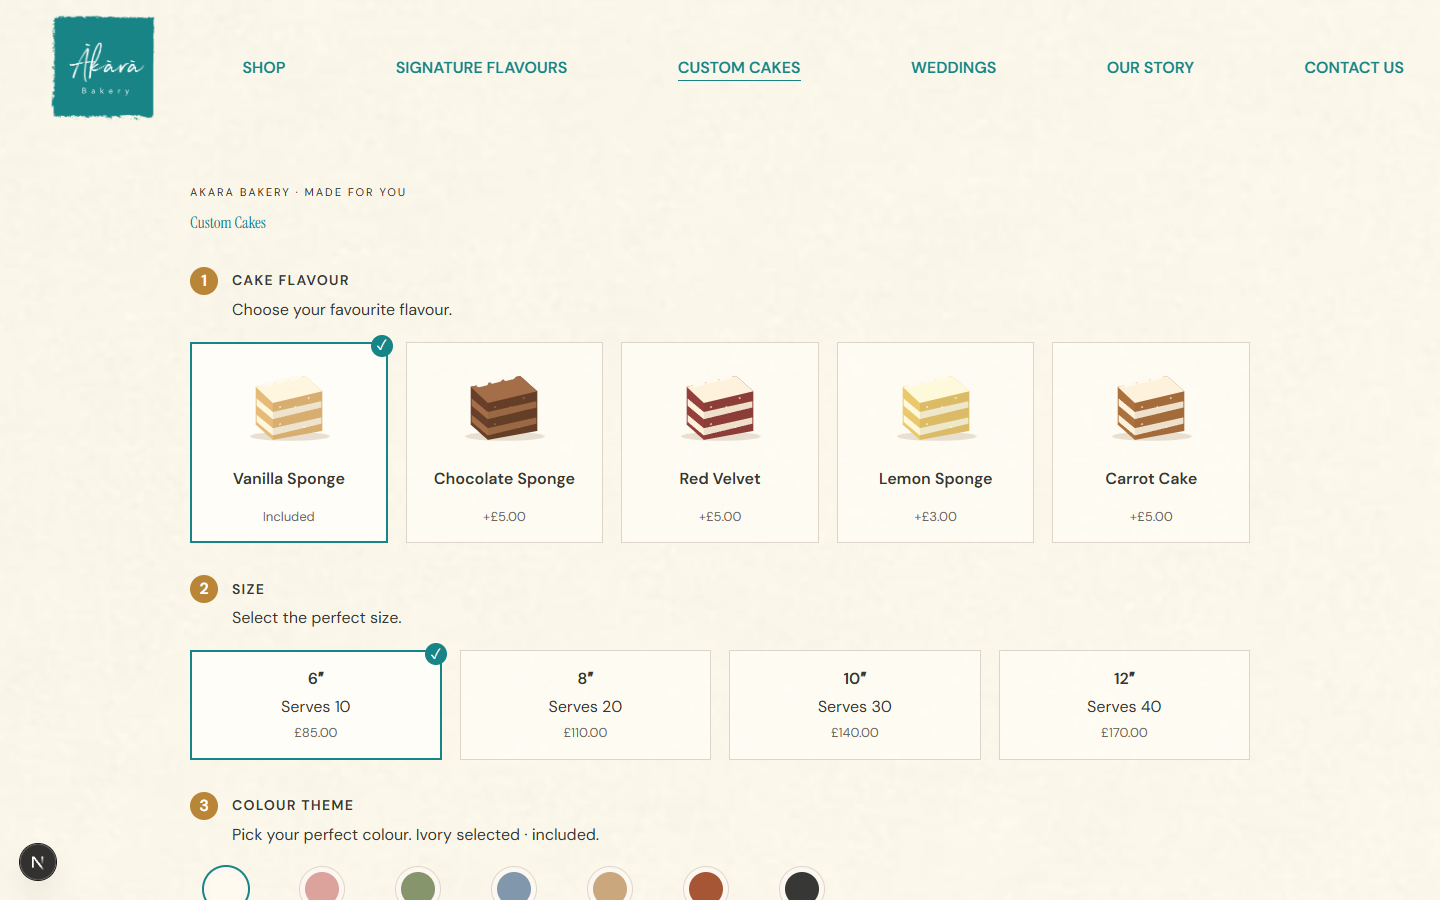 Àkàrà
Bakery
SHOP
SIGNATURE FLAVOURS
CUSTOM CAKES
WEDDINGS
OUR STORY
CONTACT US
AKARA BAKERY · MADE FOR YOU
Custom Cakes
1 CAKE FLAVOUR
Choose your favourite flavour.
Vanilla Sponge
Included
Chocolate Sponge
+£5.00
Red Velvet
+£5.00
Lemon Sponge
+£3.00
Carrot Cake
+£5.00
2 SIZE
Select the perfect size.
6″
Serves 10
£85.00
8″
Serves 20
£110.00
10″
Serves 30
£140.00
12″
Serves 40
£170.00
3 COLOUR THEME
Pick your perfect colour. Ivory selected · included.
N